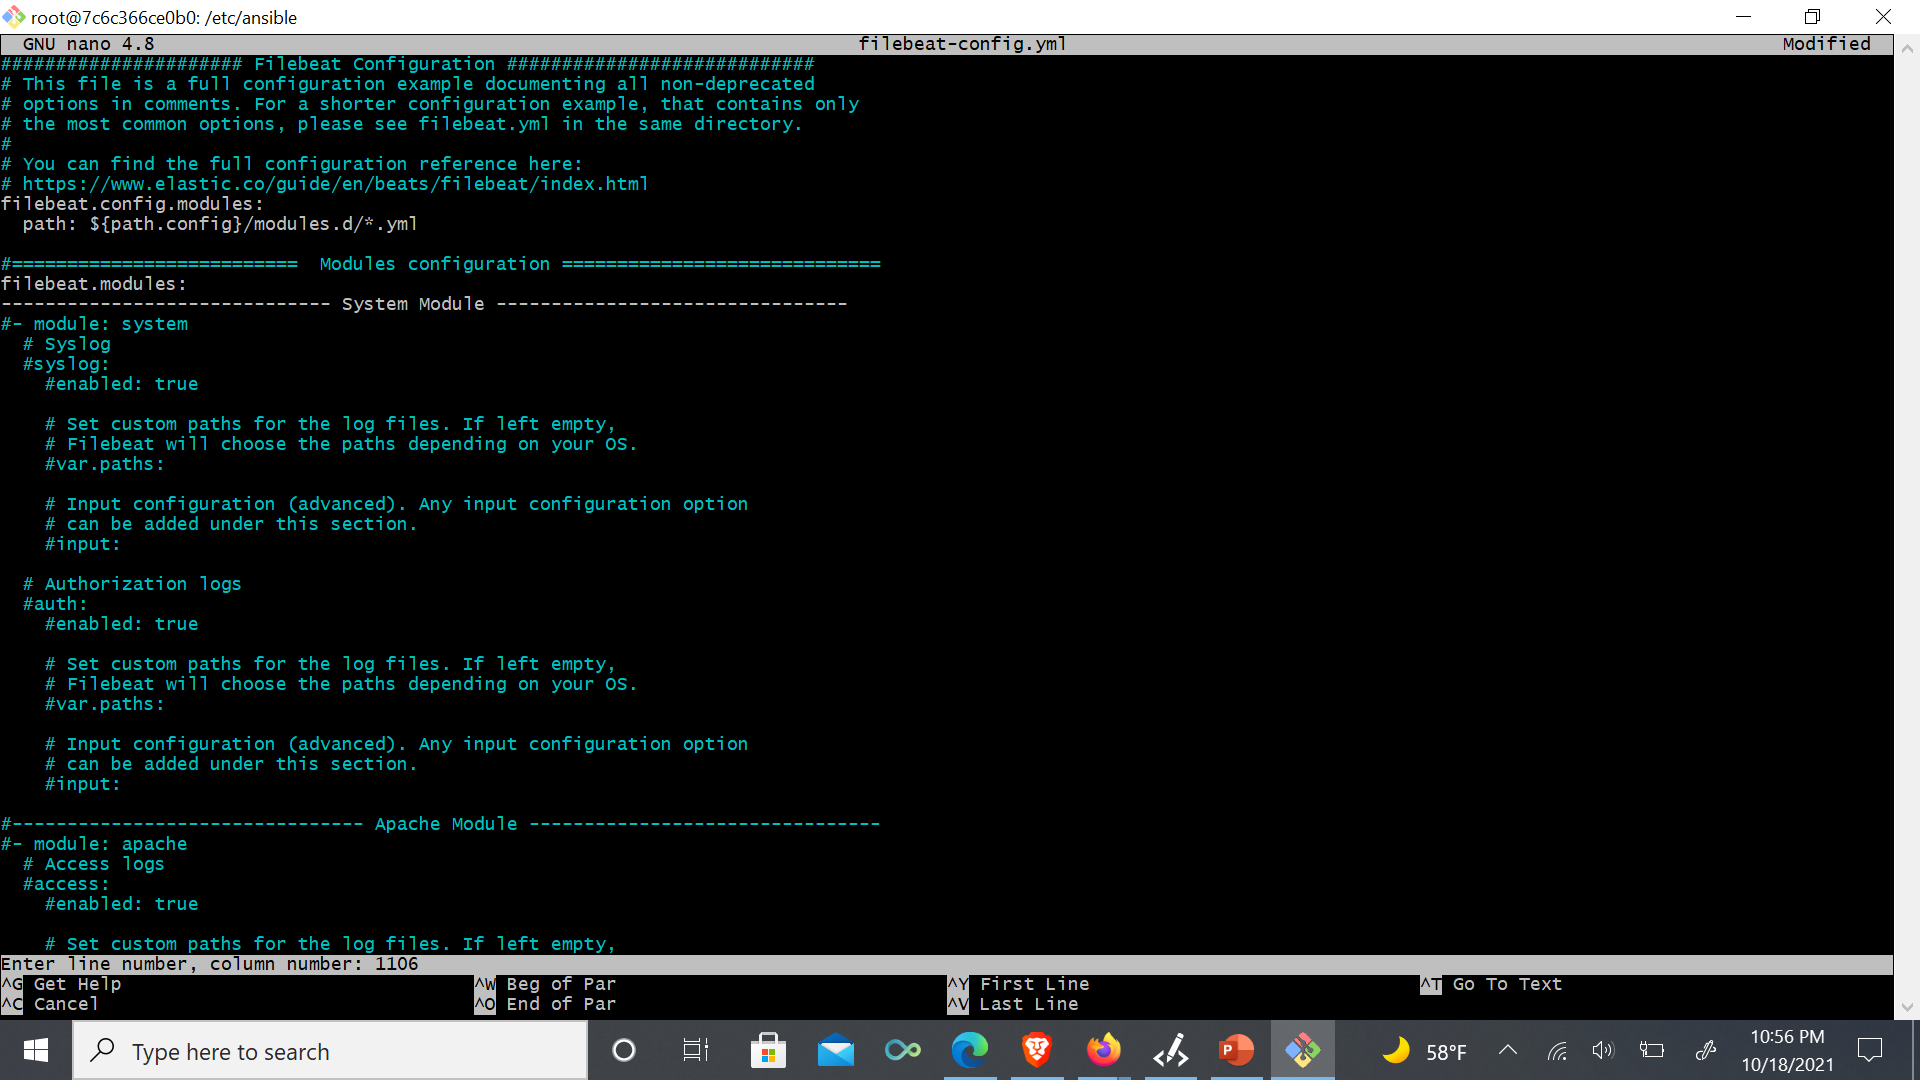 root@7c6c366ce0b0: /etc/ansible
GNU nano 4.8 filebeat-config.yml Modified
###################### Filebeat Configuration ############################
# This file is a full configuration example documenting all non-deprecated
# options in comments. For a shorter configuration example, that contains only
# the most common options, please see filebeat.yml in the same directory.
#
# You can find the full configuration reference here:
# https://www.elastic.co/guide/en/beats/filebeat/index.html
filebeat.config.modules:
  path: ${path.config}/modules.d/*.yml
#==========================  Modules configuration =============================
filebeat.modules:
------------------------------ System Module --------------------------------
#- module: system
  # Syslog
  #syslog:
    #enabled: true
    # Set custom paths for the log files. If left empty,
    # Filebeat will choose the paths depending on your OS.
    #var.paths:
    # Input configuration (advanced). Any input configuration option
    # can be added under this section.
    #input:
  # Authorization logs
  #auth:
    #enabled: true
    # Set custom paths for the log files. If left empty,
    # Filebeat will choose the paths depending on your OS.
    #var.paths:
    # Input configuration (advanced). Any input configuration option
    # can be added under this section.
    #input:
#-------------------------------- Apache Module --------------------------------
#- module: apache
  # Access logs
  #access:
    #enabled: true
    # Set custom paths for the log files. If left empty,
Enter line number, column number: 1106
^G Get Help ^W Beg of Par ^Y First Line ^T Go To Text
^C Cancel ^O End of Par ^V Last Line
Type here to search
58°F
10:56 PM
10/18/2021